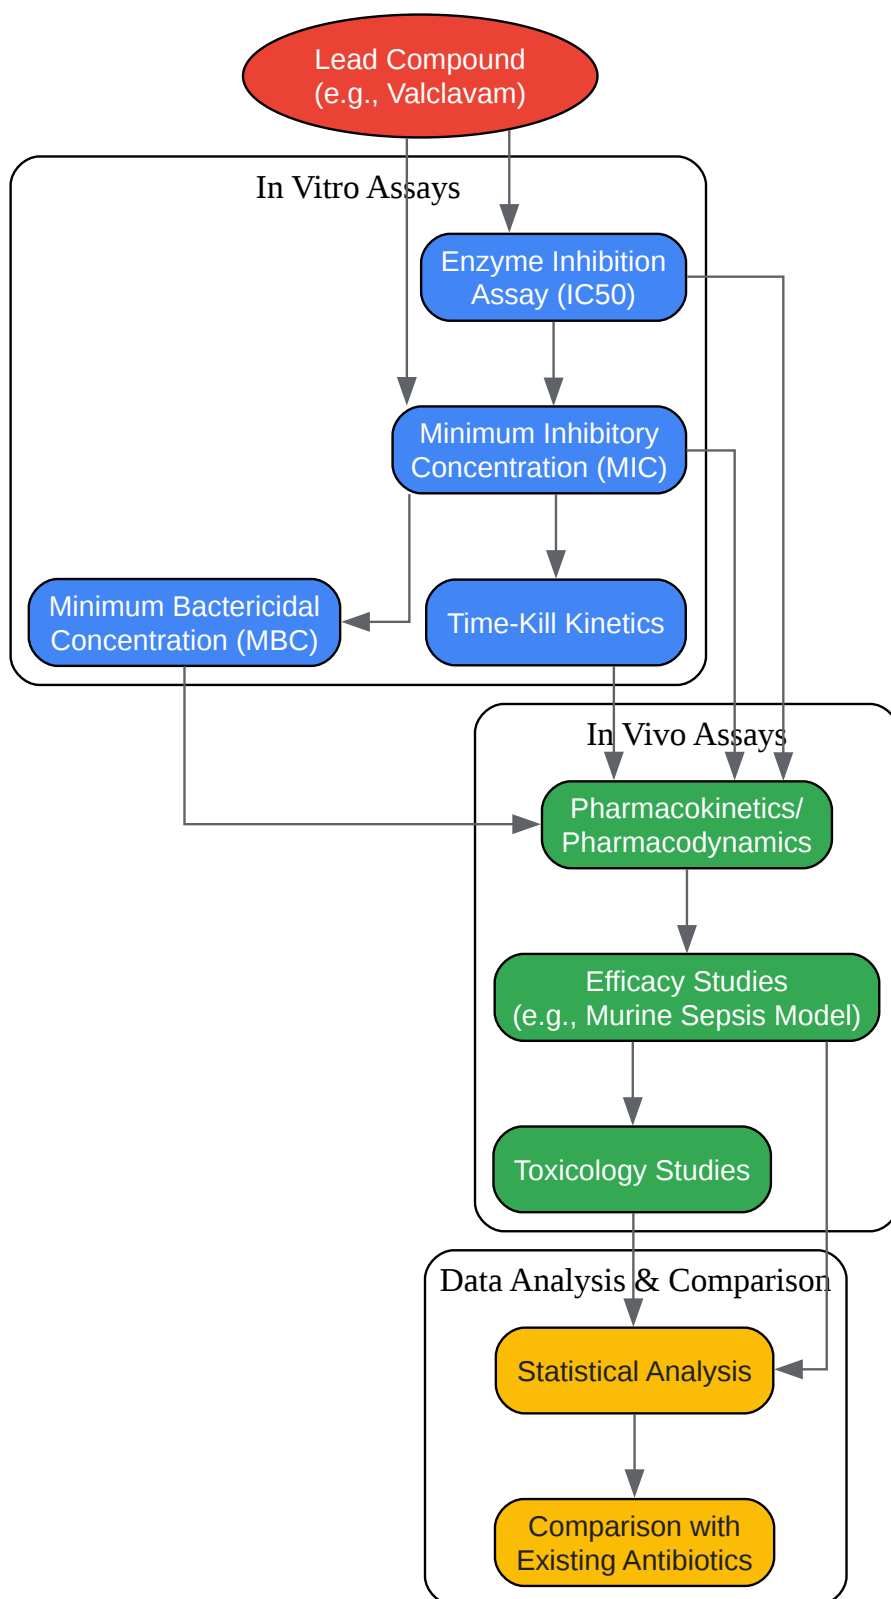 Lead Compound
(e.g., Valclavam)
In Vitro Assays
Enzyme Inhibition
Assay (IC50)
Minimum Inhibitory
Concentration (MIC)
Minimum Bactericidal
Concentration (MBC)
Time-Kill Kinetics
In Vivo Assays
Pharmacokinetics/
Pharmacodynamics
Efficacy Studies
(e.g., Murine Sepsis Model)
Toxicology Studies
Data Analysis & Comparison
Statistical Analysis
Comparison with
Existing Antibiotics